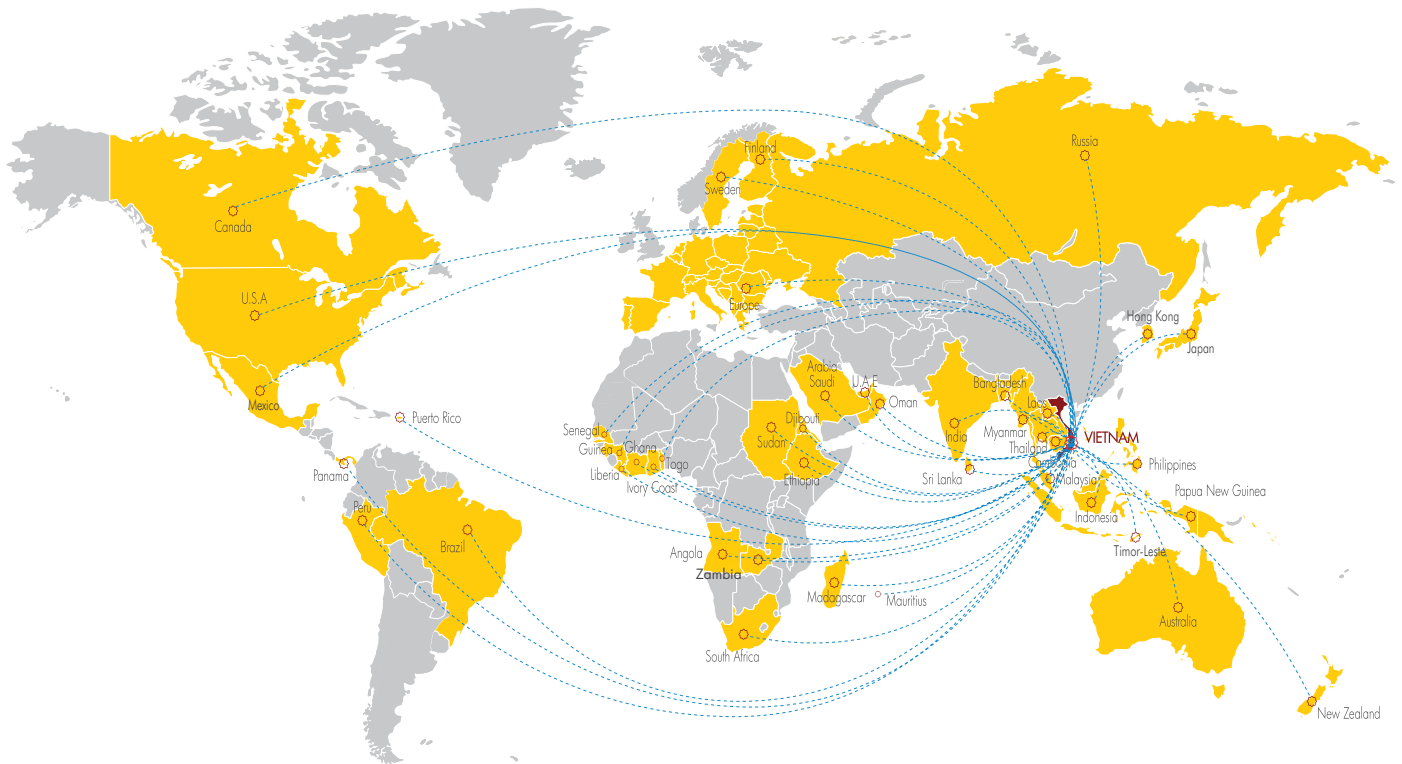 Russia
Finland
Sweden
Canada
U.S.A
Europe
Hong Kong
Japan
Mexico
Puerto Rico
Arabian
Saudi
U.A.E
Oman
Bangladesh
Laos
India
Myanmar
Thailand
VIETNAM
Cambodia
Malaysia
Philippines
Djibouti
Sudan
Ethiopia
Senegal
Guinea
Ghana
Togo
Liberia
Ivory Coast
Panama
Sri Lanka
Papua New Guinea
Indonesia
Timor-Leste
Peru
Brazil
Angola
Zambia
Madagascar
Mauritius
South Africa
Australia
New Zealand